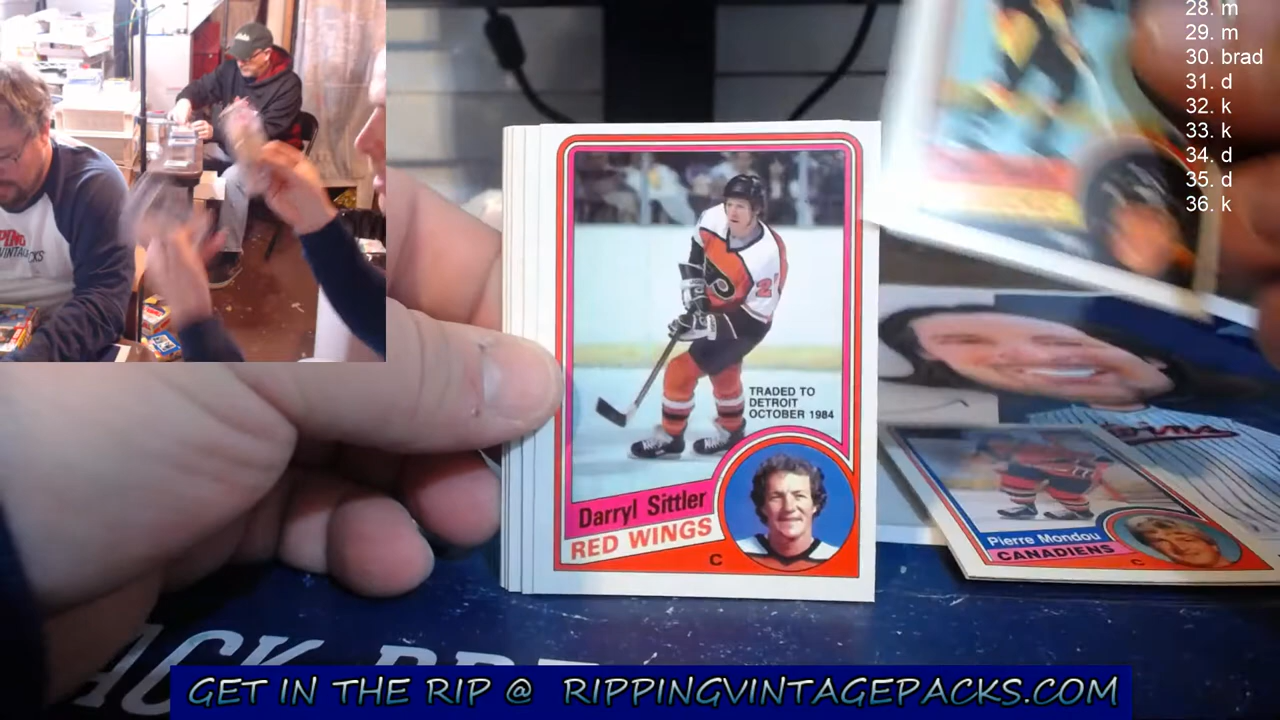 28. m
29. m
30. brad
31. d
32. k
33. k
34. d
35. d
36. k
TRADED TO
DETROIT
OCTOBER 1984
Darryl Sittler
RED WINGS
C
Pierre Mondou
CANADIENS
C
GET IN THE RIP @ RIPPINGVINTAGEPACKS.COM